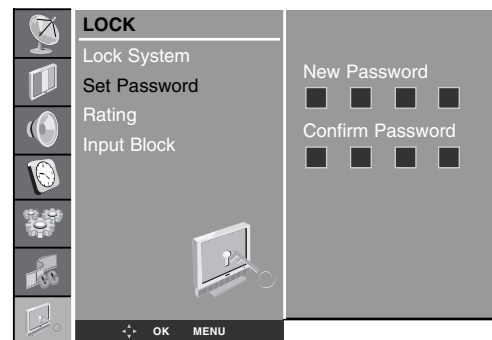 LOCK
Lock System
Set Password
Rating
Input Block
New Password
Confirm Password
OK MENU